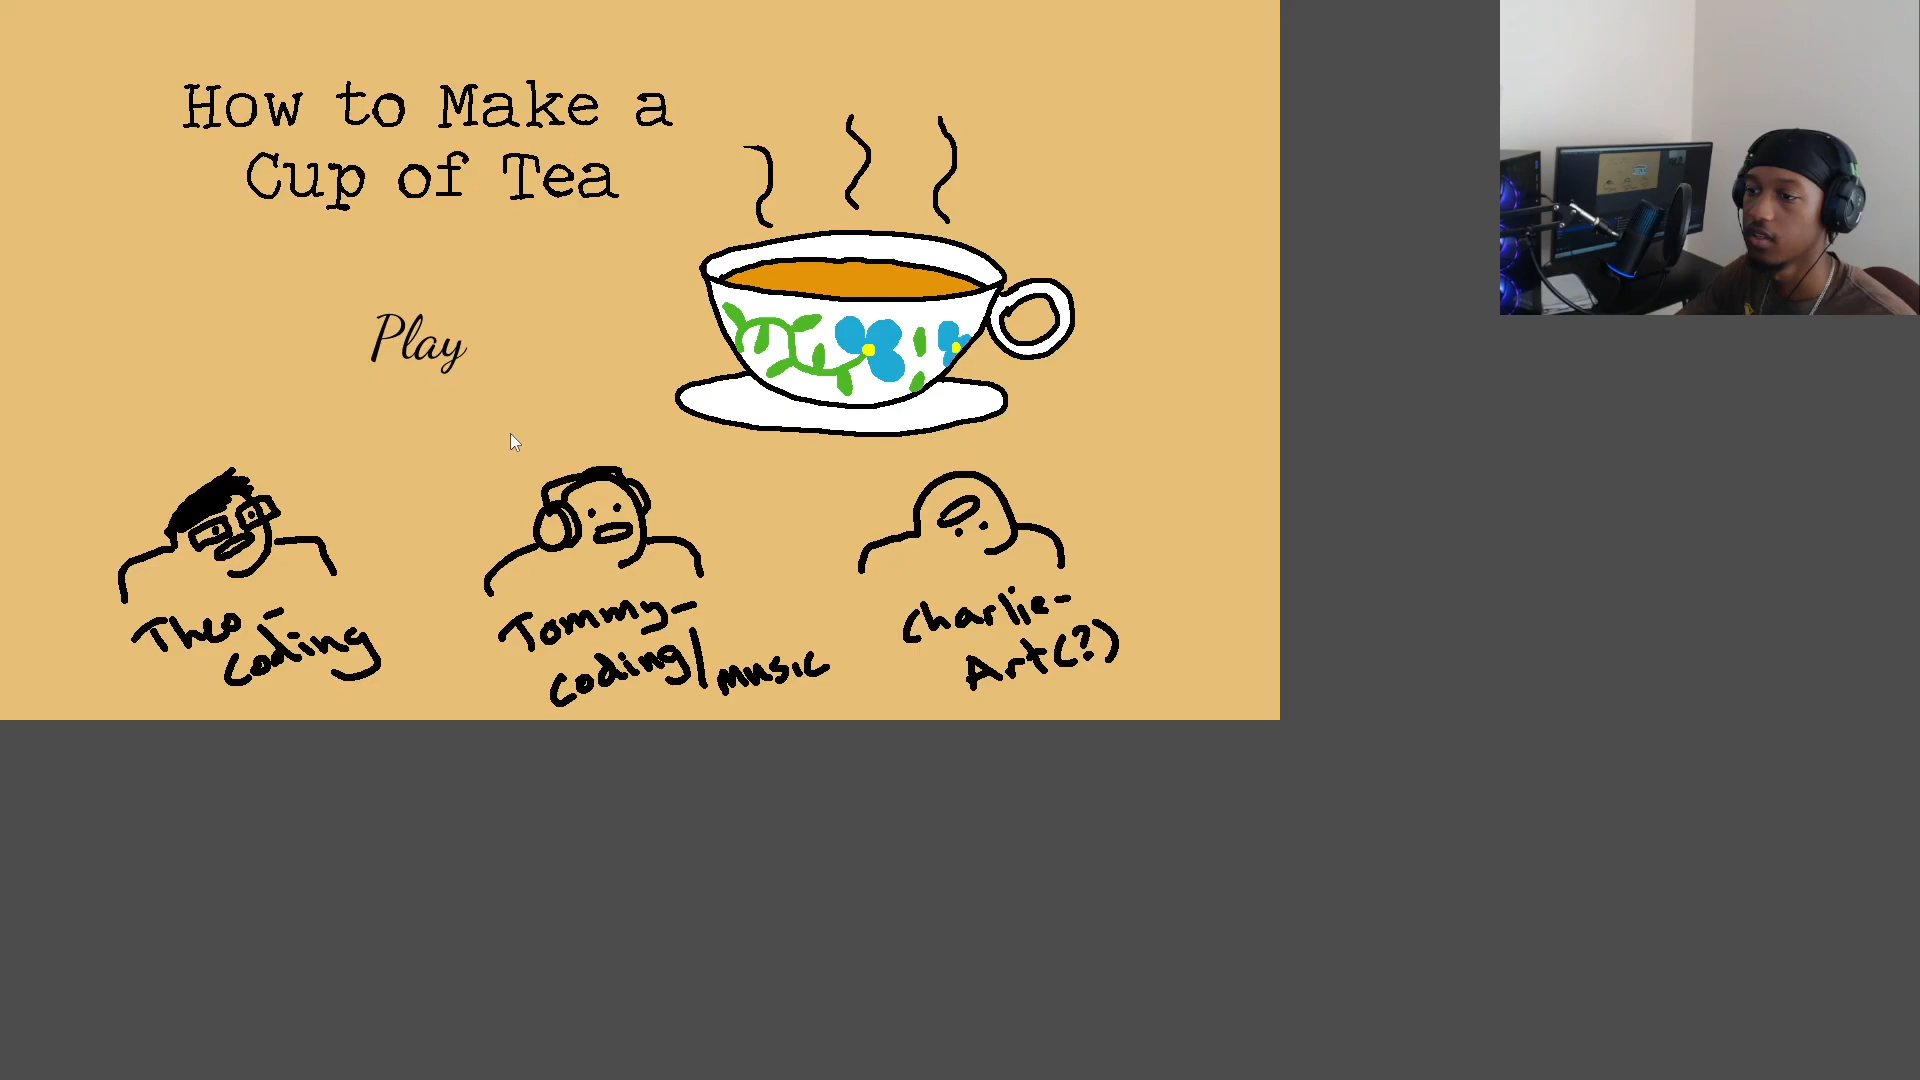 How to Make a
Cup of Tea
Play
Theo-
coding
Tommy-
coding/music
Charlie-
Art(?)